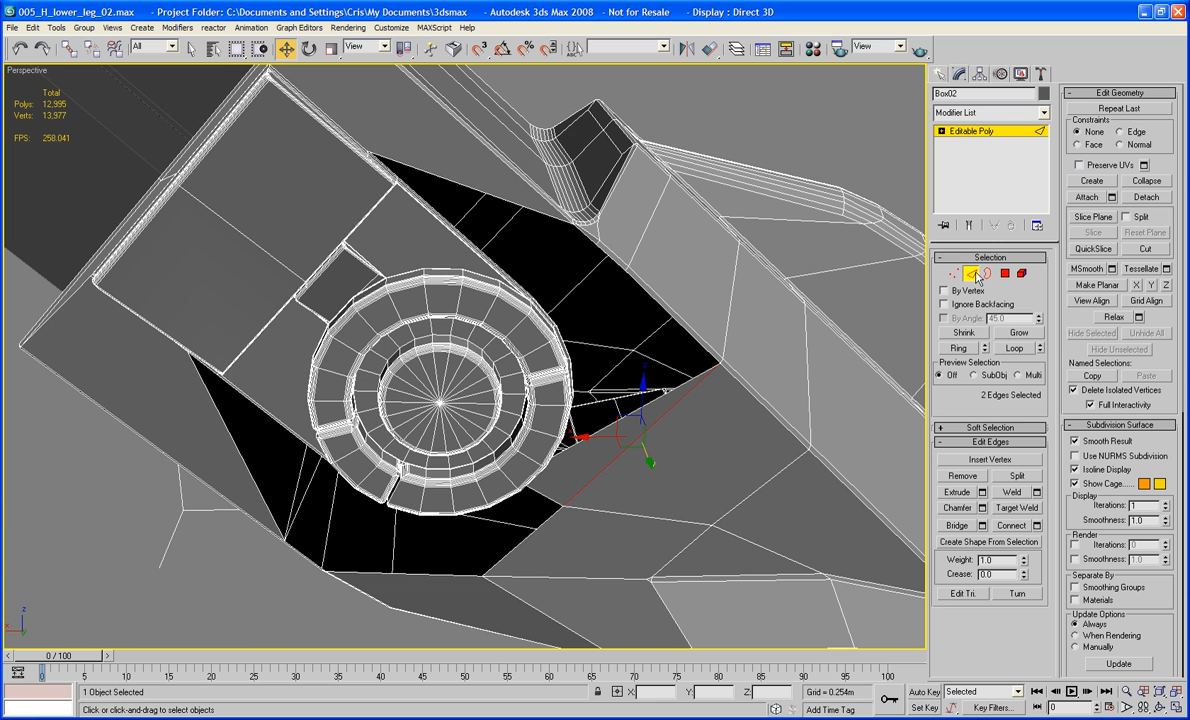 005_H_lower_leg_02.max - Project Folder: C:\Documents and Settings\Cris\My Documents\3dsmax - Autodesk 3ds Max 2008 - Not for Resale - Display : Direct 3D
File Edit Tools Group Views Create Modifiers reactor Animation Graph Editors Rendering Customize MAXScript Help
All View View
Perspective
Total
Polys: 12,995
Verts: 13,977
FPS: 258.041
Box02
Modifier List
Editable Poly
Selection
By Vertex
Ignore Backfacing
By Angle: 45.0
Shrink Grow
Ring Loop
Preview Selection
Off SubObj Multi
2 Edges Selected
Soft Selection
Edit Edges
Insert Vertex
Remove Split
Extrude Weld
Chamfer Target Weld
Bridge Connect
Create Shape From Selection
Weight: 1.0
Crease: 0.0
Edit Tri. Turn
Edit Geometry
Repeat Last
Constraints
None Edge
Face Normal
Preserve UVs
Create Collapse
Attach Detach
Slice Plane Split
Slice Reset Plane
QuickSlice Cut
MSmooth Tessellate
Make Planar X Y Z
View Align Grid Align
Relax
Hide Selected Unhide All
Hide Unselected
Named Selections:
Copy Paste
Delete Isolated Vertices
Full Interactivity
Subdivision Surface
Smooth Result
Use NURMS Subdivision
Isoline Display
Show Cage......
Display
Iterations: 1
Smoothness: 1.0
Render
Iterations: 0
Smoothness: 1.0
Separate By
Smoothing Groups
Materials
Update Options
Always
When Rendering
Manually
Update
z
x
y
0 / 100
0 5 10 15 20 25 30 35 40 45 50 55 60 65 70 75 80 85 90 95 100
1 Object Selected X: Y: Z: Grid = 0.254m Auto Key Selected
Click or click-and-drag to select objects Add Time Tag Set Key Key Filters... 0